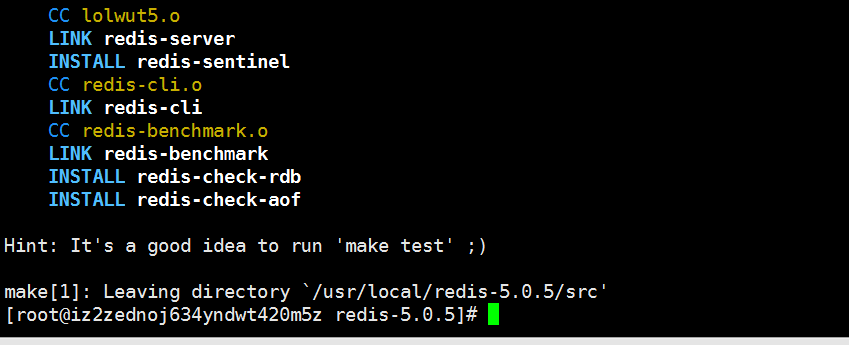 CC lolwut5.o
LINK redis-server
INSTALL redis-sentinel
CC redis-cli.o
LINK redis-cli
CC redis-benchmark.o
LINK redis-benchmark
INSTALL redis-check-rdb
INSTALL redis-check-aof
Hint: It's a good idea to run 'make test' ;)
make[1]: Leaving directory `/usr/local/redis-5.0.5/src'
[root@iz2zednoj634yndwt420m5z redis-5.0.5]#